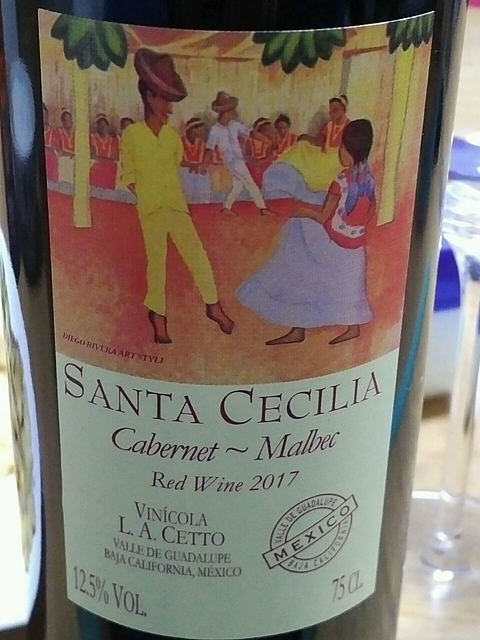 DIEGO RIVERA ART STYLE
SANTA CECILIA
Cabernet ~ Malbec
Red Wine 2017
VINÍCOLA
L. A. CETTO
VALLE DE GUADALUPE
BAJA CALIFORNIA, MÉXICO
VALLE DE GUADALUPE
MEXICO
BAJA CALIFORNIA
12.5% VOL.
75 CL.